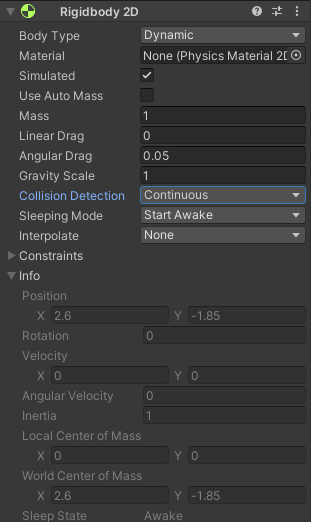 Rigidbody 2D
Body Type Dynamic
Material None (Physics Material 2D
Simulated
Use Auto Mass
Mass 1
Linear Drag 0
Angular Drag 0.05
Gravity Scale 1
Collision Detection Continuous
Sleeping Mode Start Awake
Interpolate None
Constraints
Info
Position
X 2.6 Y -1.85
Rotation 0
Velocity
X 0 Y 0
Angular Velocity 0
Inertia 1
Local Center of Mass
X 0 Y 0
World Center of Mass
X 2.6 Y -1.85
Sleep State Awake